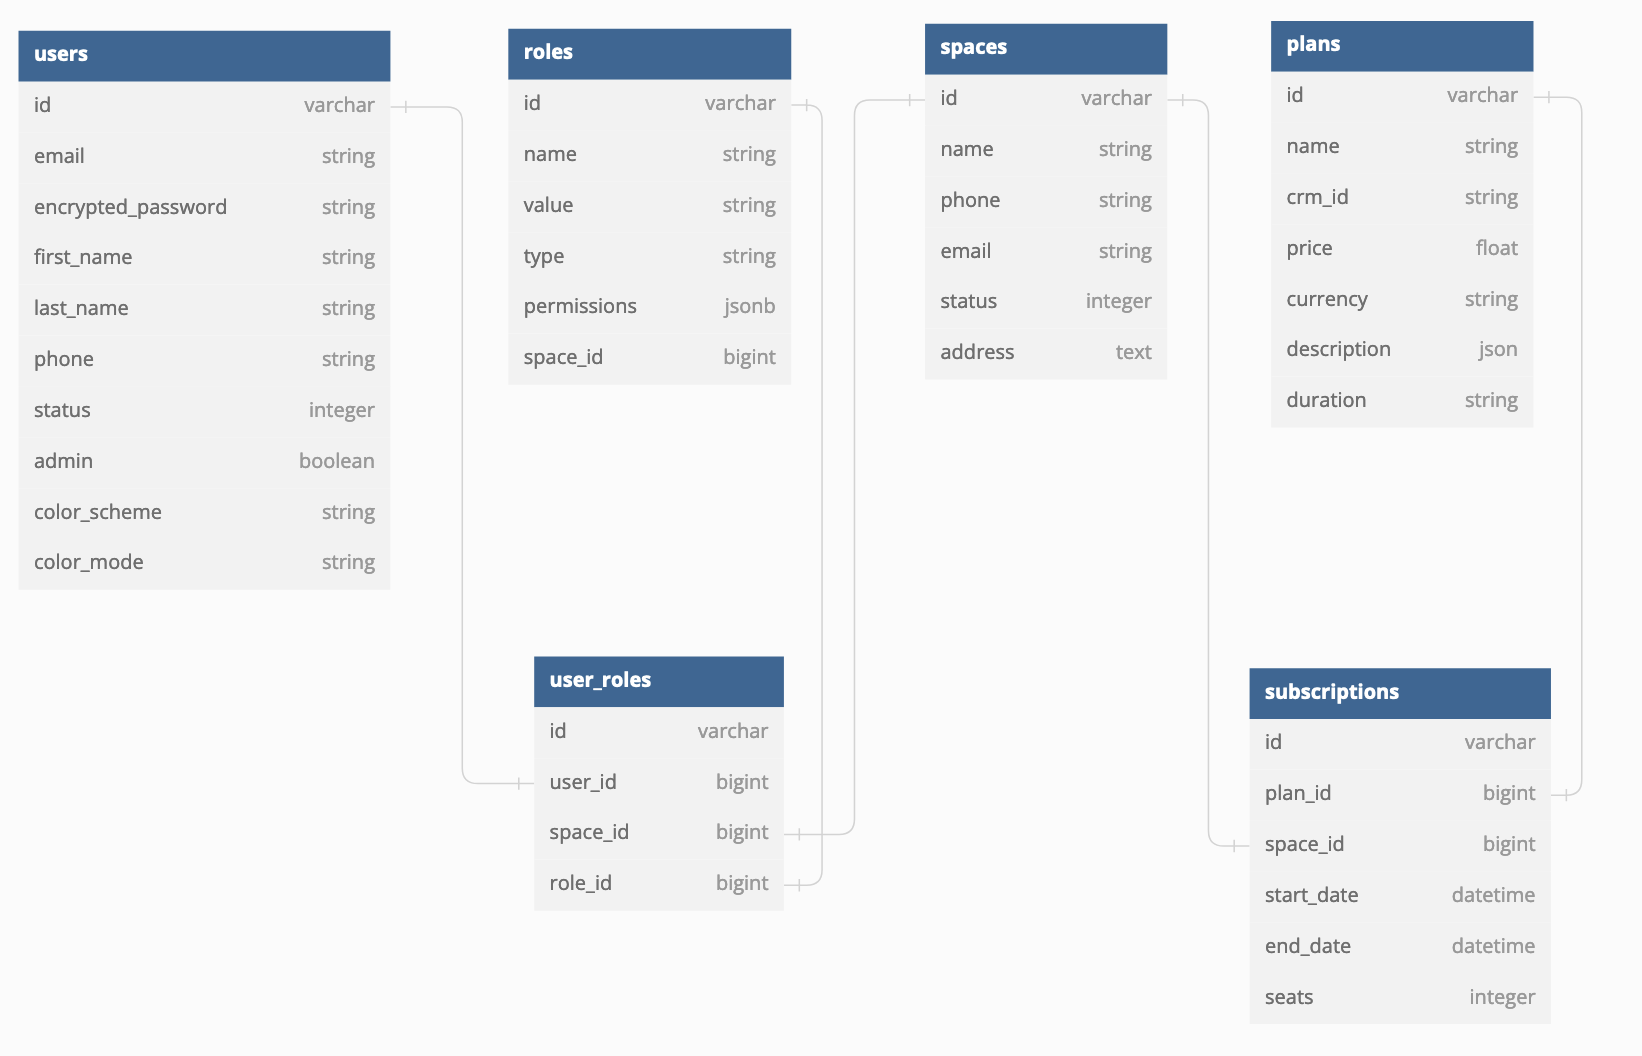 users
id varchar
email string
encrypted_password string
first_name string
last_name string
phone string
status integer
admin boolean
color_scheme string
color_mode string
roles
id varchar
name string
value string
type string
permissions jsonb
space_id bigint
spaces
id varchar
name string
phone string
email string
status integer
address text
plans
id varchar
name string
crm_id string
price float
currency string
description json
duration string
user_roles
id varchar
user_id bigint
space_id bigint
role_id bigint
subscriptions
id varchar
plan_id bigint
space_id bigint
start_date datetime
end_date datetime
seats integer